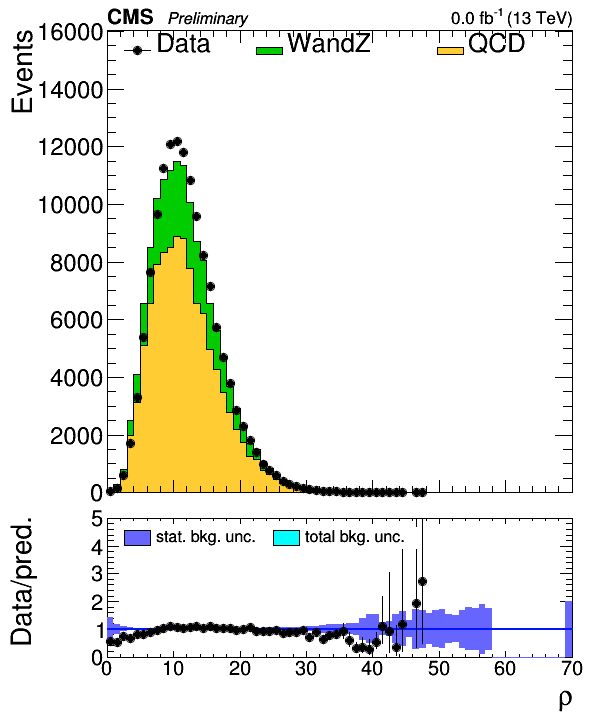 CMS Preliminary 0.0 fb-1 (13 TeV)
Events
16000
14000
12000
10000
8000
6000
4000
2000
0
Data WandZ QCD
Data/pred.
5
4
3
2
1
0
stat. bkg. unc. total bkg. unc.
0 10 20 30 40 50 60 70
ρ